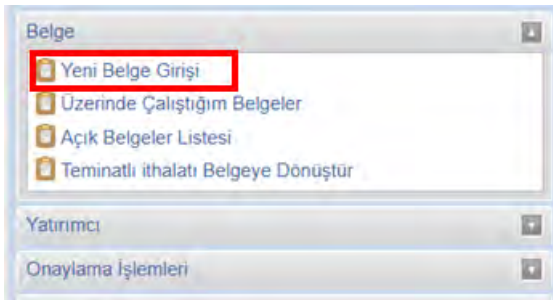 Belge
Yeni Belge Girişi
Üzerinde Çalıştığım Belgeler
Açık Belgeler Listesi
Teminatlı ithalatı Belgeye Dönüştür
Yatırımcı
Onaylama İşlemleri